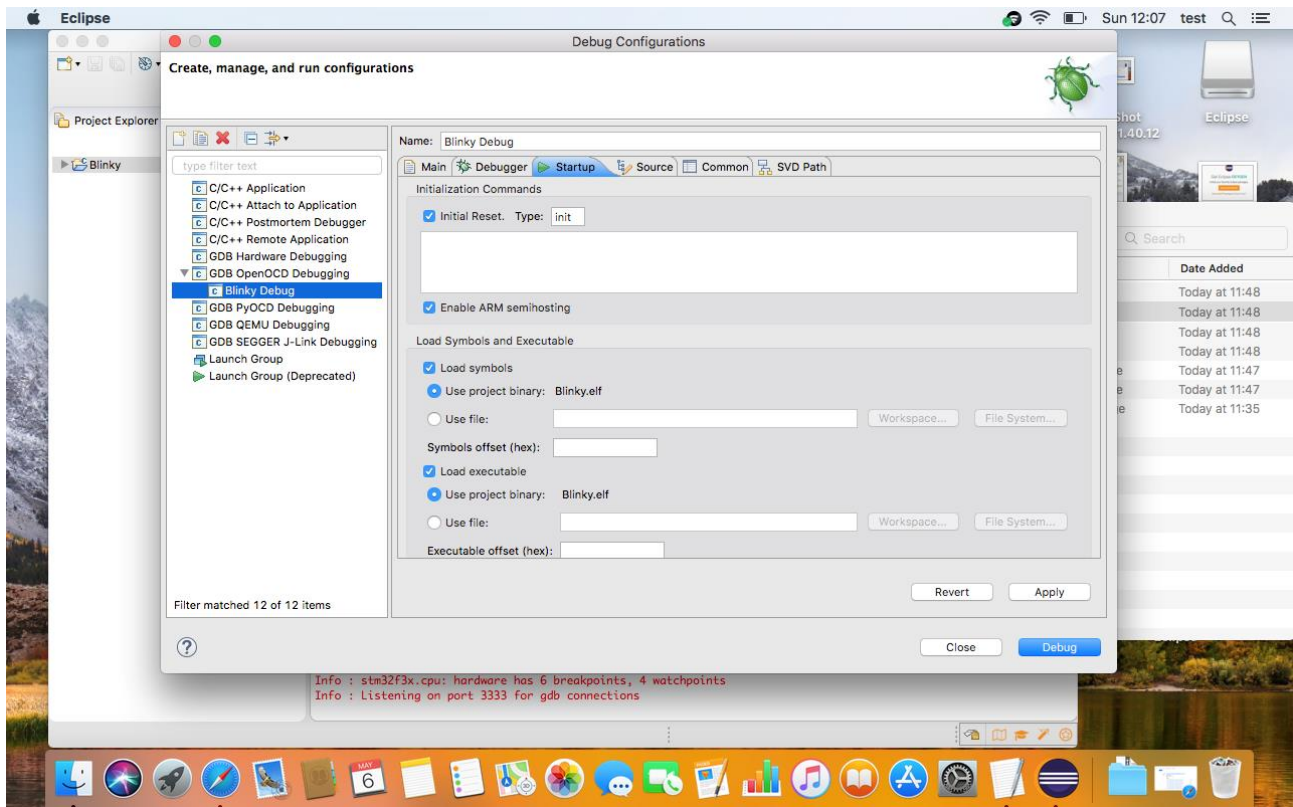 Eclipse
Sun 12:07 test
Debug Configurations
Create, manage, and run configurations
Project Explorer
Blinky
type filter text
C/C++ Application
C/C++ Attach to Application
C/C++ Postmortem Debugger
C/C++ Remote Application
GDB Hardware Debugging
GDB OpenOCD Debugging
Blinky Debug
GDB PyOCD Debugging
GDB QEMU Debugging
GDB SEGGER J-Link Debugging
Launch Group
Launch Group (Deprecated)
Filter matched 12 of 12 items
Name: Blinky Debug
Main Debugger Startup Source Common SVD Path
Initialization Commands
Initial Reset. Type: init
Enable ARM semihosting
Load Symbols and Executable
Load symbols
Use project binary: Blinky.elf
Use file: Workspace... File System...
Symbols offset (hex):
Load executable
Use project binary: Blinky.elf
Use file: Workspace... File System...
Executable offset (hex):
Revert Apply
Close Debug
Info : stm32f3x.cpu: hardware has 6 breakpoints, 4 watchpoints
Info : Listening on port 3333 for gdb connections
hot
1.40.12
Eclipse
Search
Date Added
Today at 11:48
Today at 11:48
Today at 11:48
Today at 11:48
e Today at 11:47
e Today at 11:47
e Today at 11:35
MAY
6